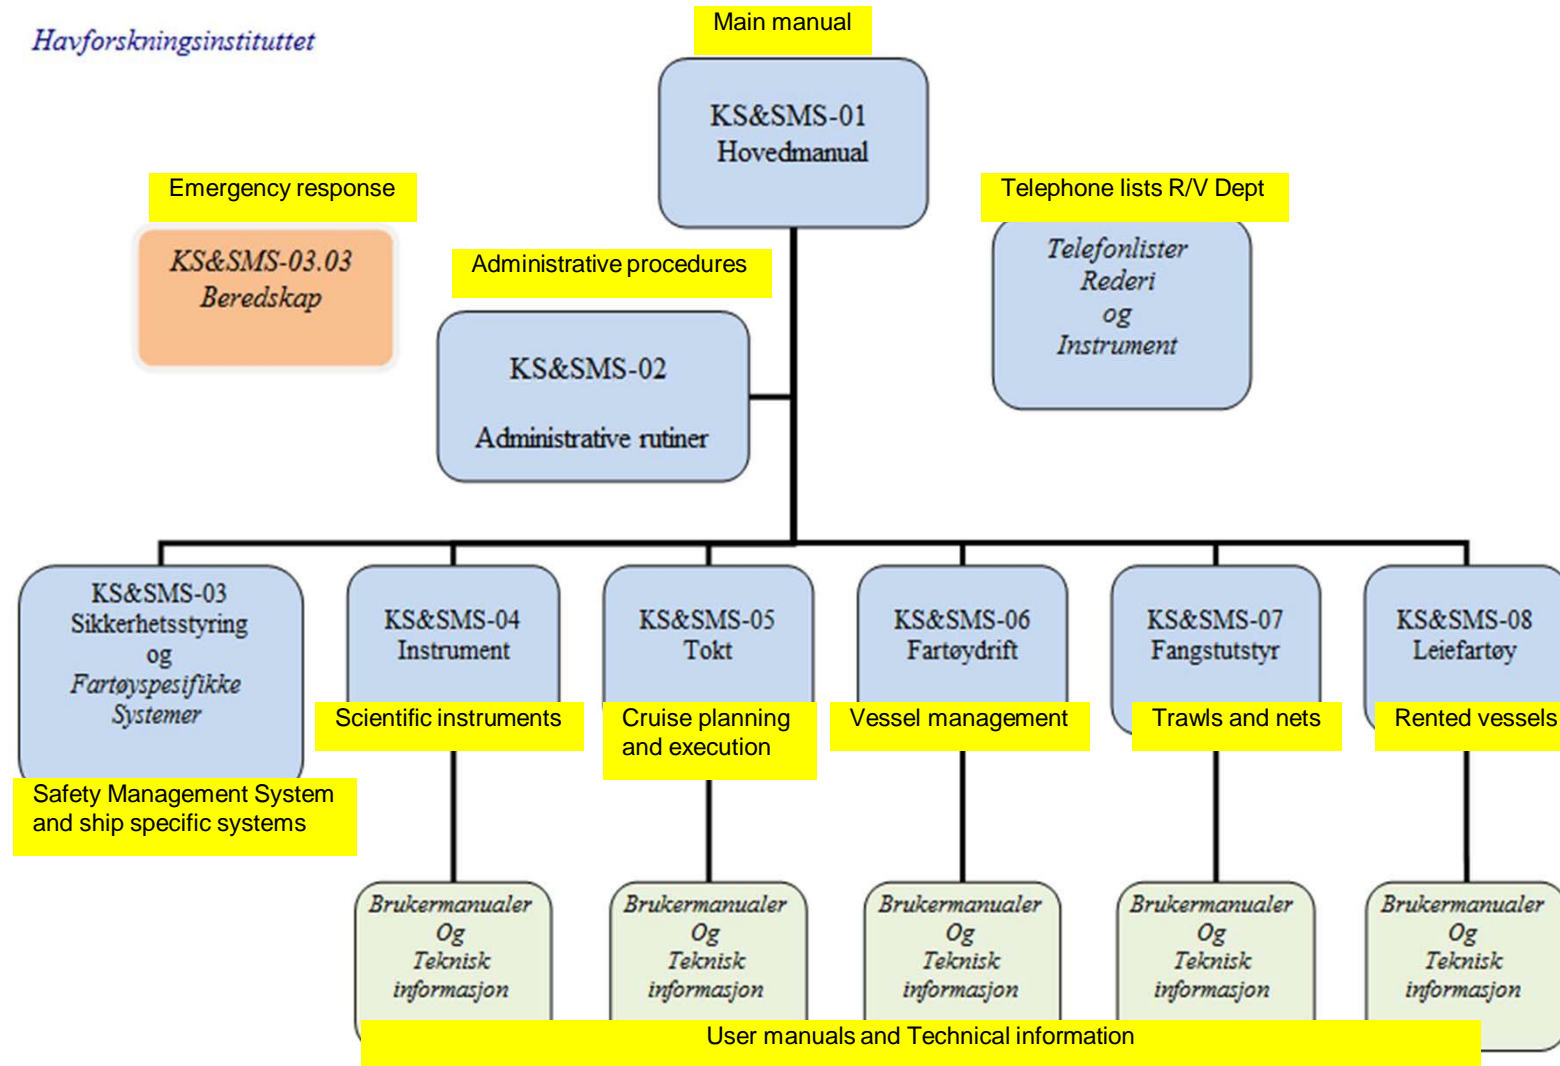 Havforskningsinstituttet
Main manual
KS&SMS-01
Hovedmanual
Emergency response
KS&SMS-03.03
Beredskap
Administrative procedures
KS&SMS-02
Administrative rutiner
Telephone lists R/V Dept
Telefonlister
Rederi
og
Instrument
KS&SMS-03
Sikkerhetsstyring
og
Fartøyspesifikke
Systemer
Safety Management System
and ship specific systems
KS&SMS-04
Instrument
Scientific instruments
KS&SMS-05
Tokt
Cruise planning
and execution
KS&SMS-06
Fartøydrift
Vessel management
KS&SMS-07
Fangstutstyr
Trawls and nets
KS&SMS-08
Leiefartøy
Rented vessels
Brukermanualer
Og
Teknisk
informasjon
Brukermanualer
Og
Teknisk
informasjon
Brukermanualer
Og
Teknisk
informasjon
Brukermanualer
Og
Teknisk
informasjon
Brukermanualer
Og
Teknisk
informasjon
User manuals and Technical information